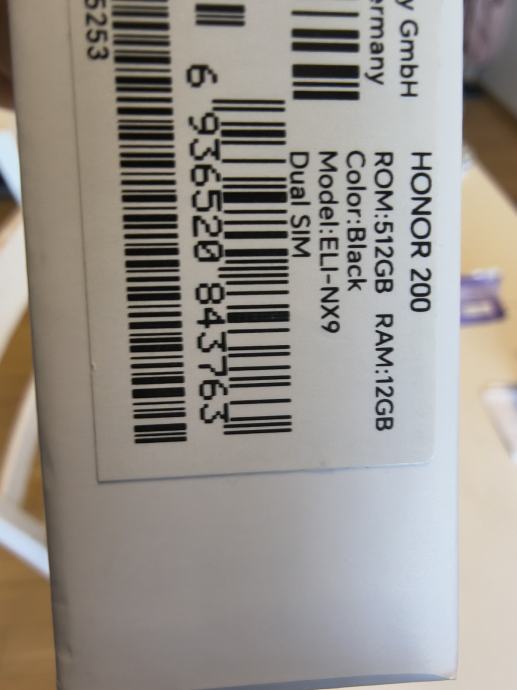 y GmbH
ermany
HONOR 200
ROM:512GB RAM:12GB
Color:Black
Model:ELI-NX9
Dual SIM
6 936520 843763
5253